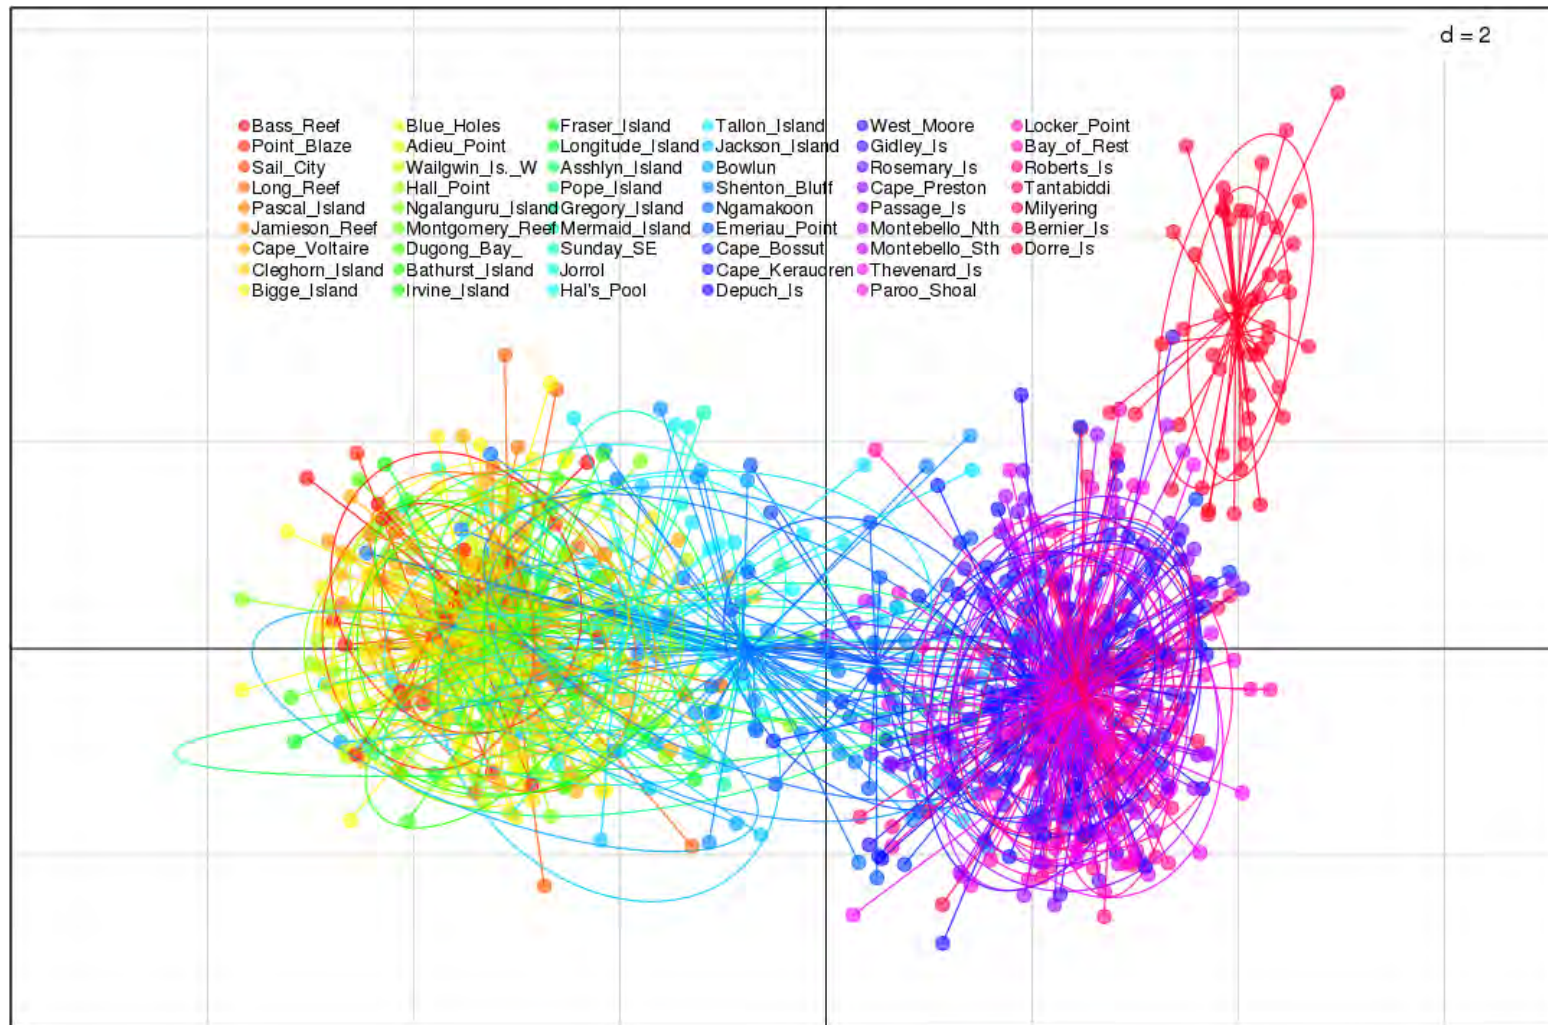 d = 2
Bass_Reef Blue_Holes Fraser_Island Tallon_Island West_Moore Locker_Point
Point_Blaze Adieu_Point Longitude_Island Jackson_Island Gidley_Is Bay_of_Rest
Sail_City Wailgwin_Is._W Asshlyn_Island Bowlun Rosemary_Is Roberts_Is
Long_Reef Hall_Point Pope_Island Shenton_Bluff Cape_Preston Tantabiddi
Pascal_Island Ngalanguru_Island Gregory_Island Ngamakoon Passage_Is Milyering
Jamieson_Reef Montgomery_Reef Mermaid_Island Emeriau_Point Montebello_Nth Bernier_Is
Cape_Voltaire Dugong_Bay_ Sunday_SE Cape_Bossut Montebello_Sth Dorre_Is
Cleghorn_Island Bathurst_Island Jorrol Cape_Keraudren Thevenard_Is
Bigge_Island Irvine_Island Hal's_Pool Depuch_Is Paroo_Shoal